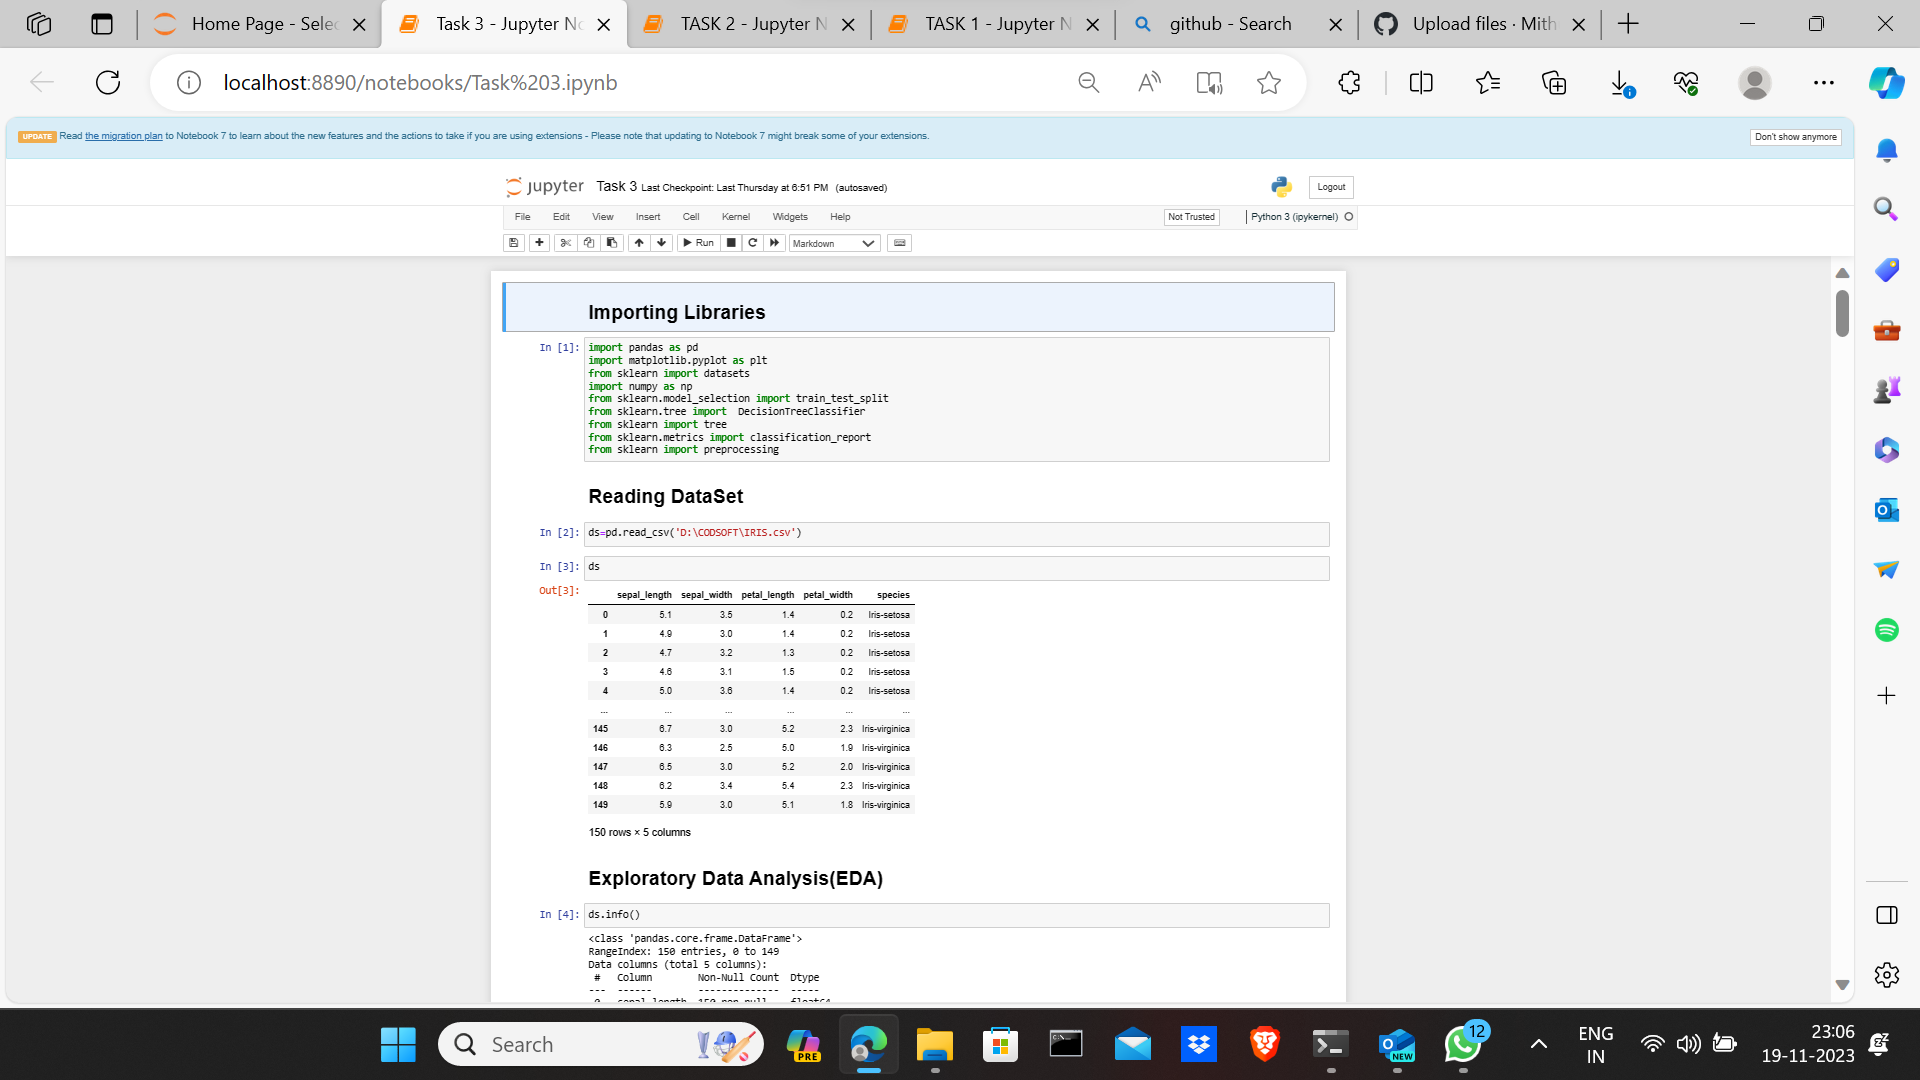 Home Page - Selec
Task 3 - Jupyter No
TASK 2 - Jupyter N
TASK 1 - Jupyter N
github - Search
Upload files · Mith
localhost:8890/notebooks/Task%203.ipynb
UPDATE Read the migration plan to Notebook 7 to learn about the new features and the actions to take if you are using extensions - Please note that updating to Notebook 7 might break some of your extensions.
Don't show anymore
jupyter Task 3 Last Checkpoint: Last Thursday at 6:51 PM (autosaved)
Logout
File Edit View Insert Cell Kernel Widgets Help
Not Trusted
Python 3 (ipykernel)
Run
Markdown
Importing Libraries
In [1]: import pandas as pd
import matplotlib.pyplot as plt
from sklearn import datasets
import numpy as np
from sklearn.model_selection import train_test_split
from sklearn.tree import  DecisionTreeClassifier
from sklearn import tree
from sklearn.metrics import classification_report
from sklearn import preprocessing
Reading DataSet
In [2]: ds=pd.read_csv('D:\CODSOFT\IRIS.csv')
In [3]: ds
Out[3]:
sepal_length sepal_width petal_length petal_width species
0 5.1 3.5 1.4 0.2 Iris-setosa
1 4.9 3.0 1.4 0.2 Iris-setosa
2 4.7 3.2 1.3 0.2 Iris-setosa
3 4.6 3.1 1.5 0.2 Iris-setosa
4 5.0 3.6 1.4 0.2 Iris-setosa
... ... ... ... ... ...
145 6.7 3.0 5.2 2.3 Iris-virginica
146 6.3 2.5 5.0 1.9 Iris-virginica
147 6.5 3.0 5.2 2.0 Iris-virginica
148 6.2 3.4 5.4 2.3 Iris-virginica
149 5.9 3.0 5.1 1.8 Iris-virginica
150 rows × 5 columns
Exploratory Data Analysis(EDA)
In [4]: ds.info()
<class 'pandas.core.frame.DataFrame'>
RangeIndex: 150 entries, 0 to 149
Data columns (total 5 columns):
#   Column        Non-Null Count  Dtype
---  ------        --------------  -----
0   sepal_length  150 non-null    float64
Search
PRE
NEW
12
ENG
IN
23:06
19-11-2023